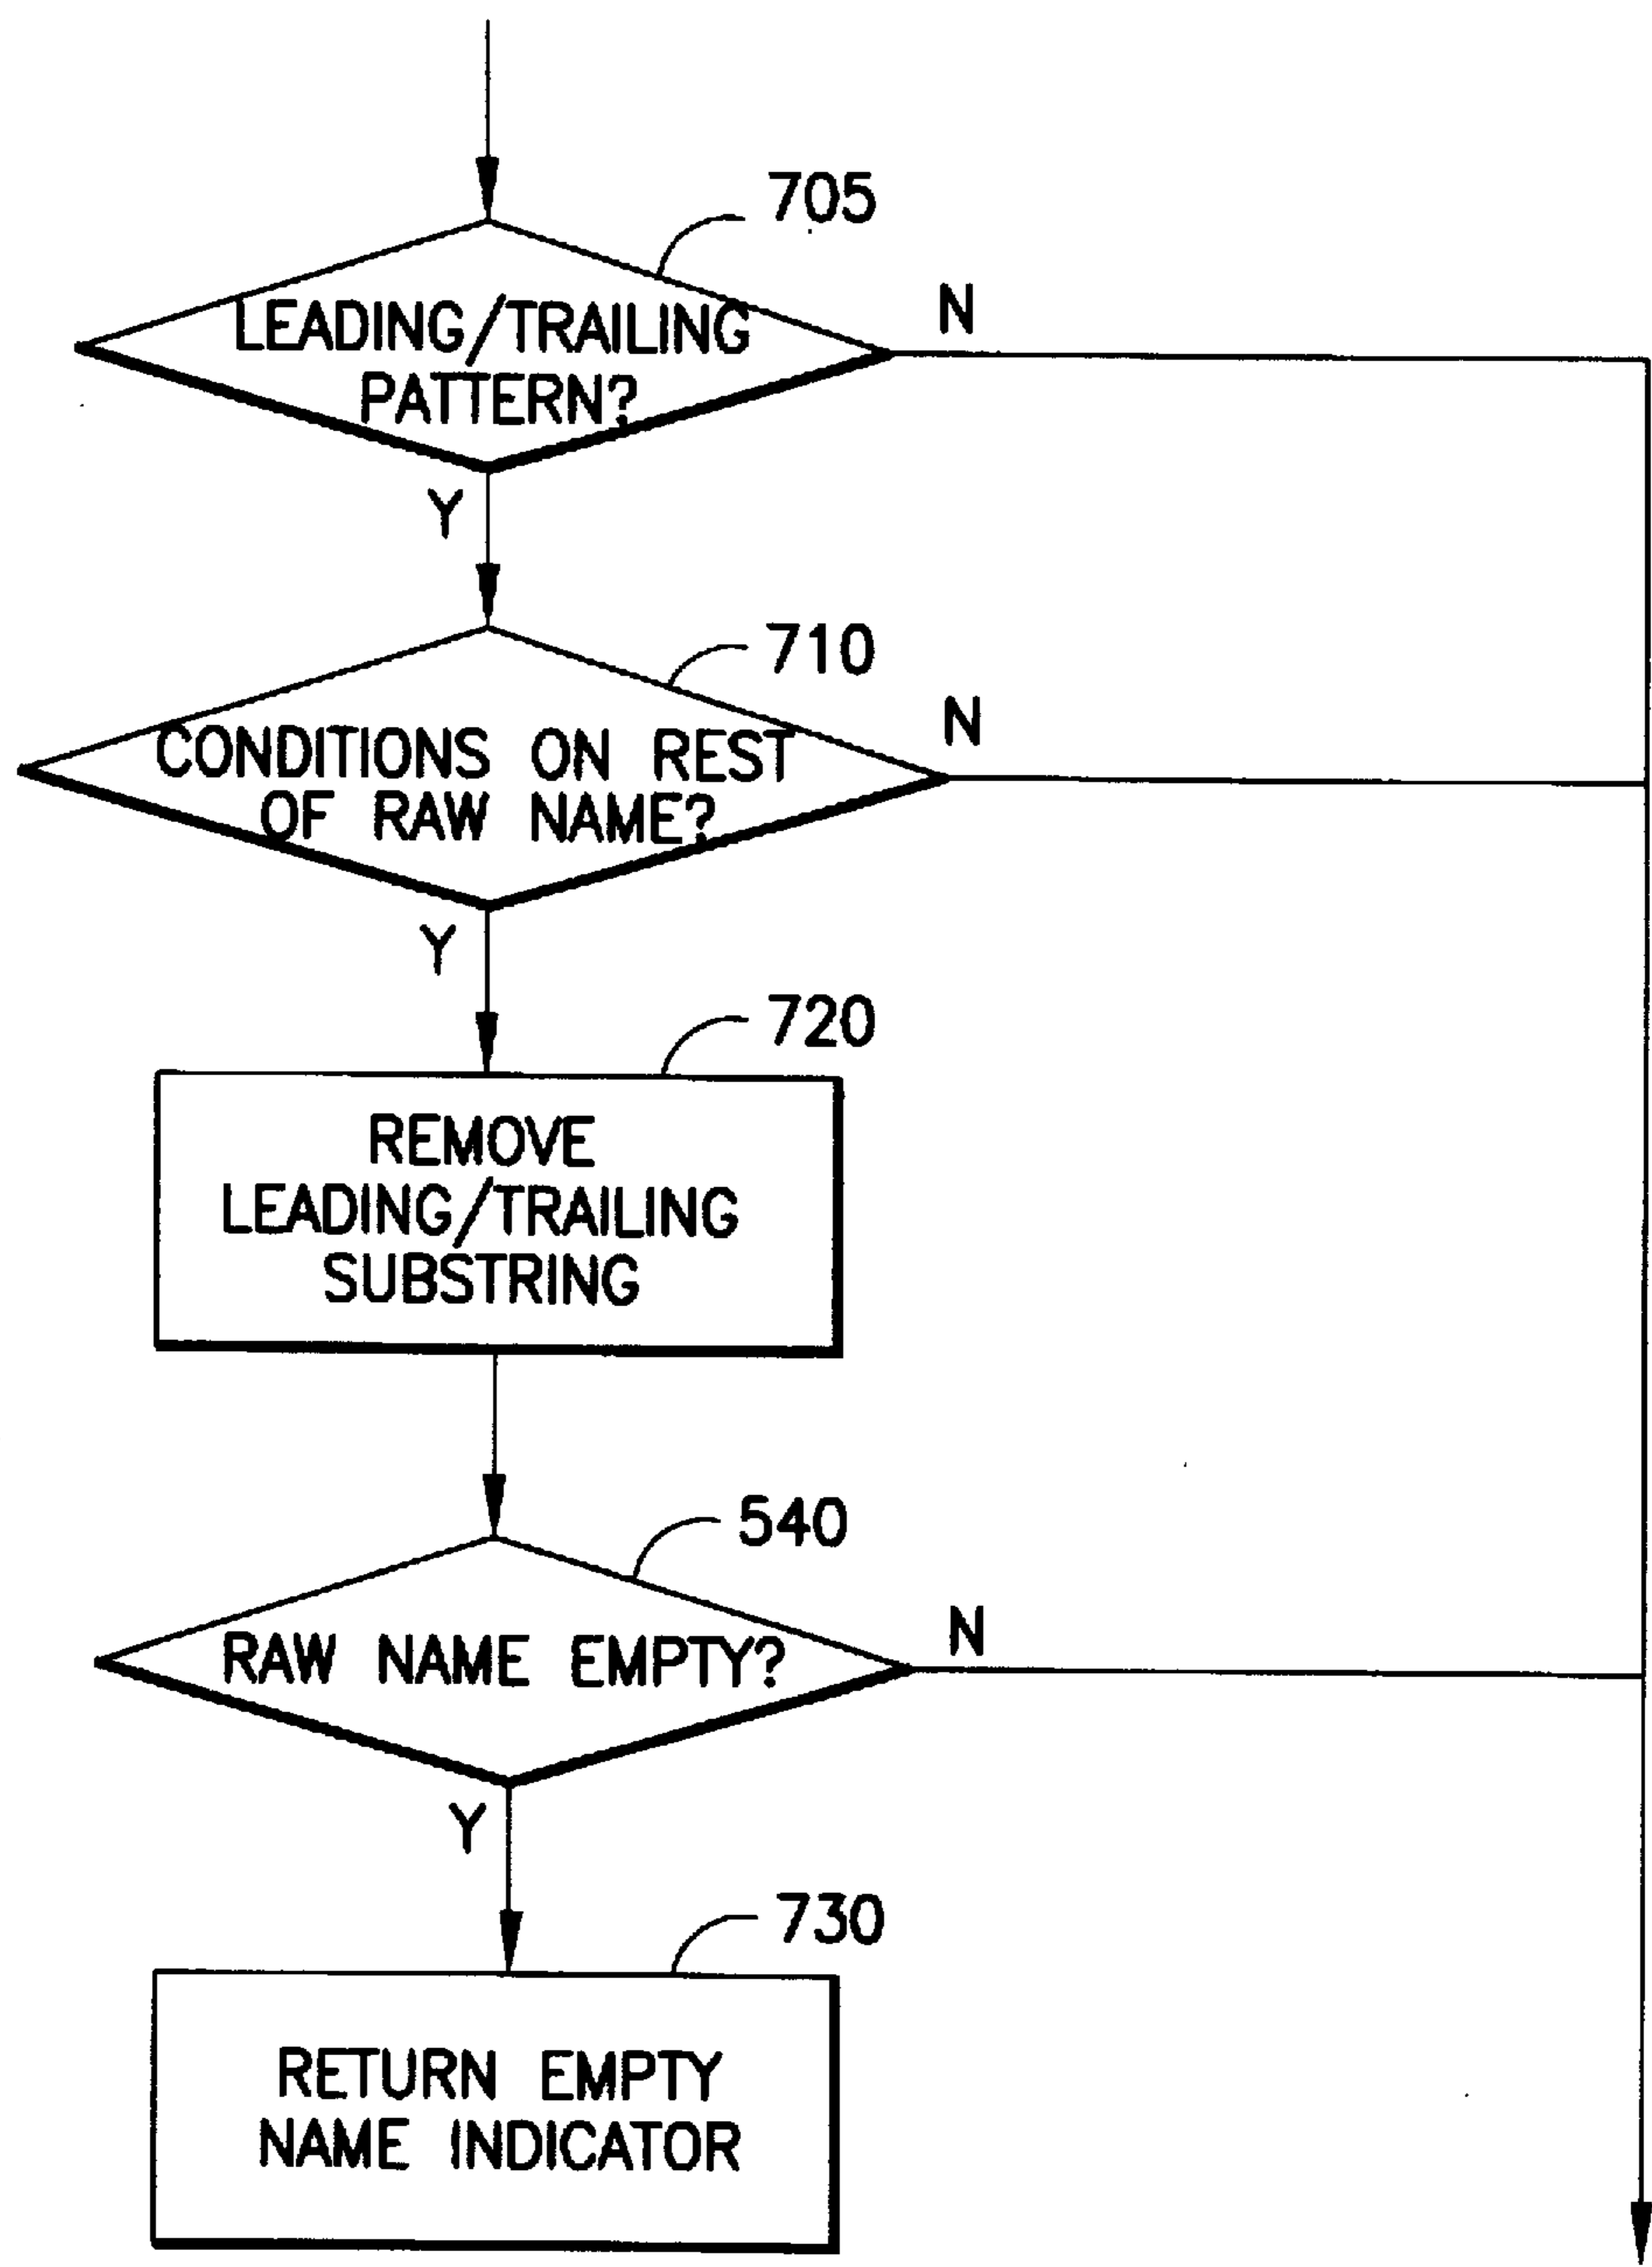 705
LEADING/TRAILING
PATTERN?
N
Y
710
CONDITIONS ON REST
OF RAW NAME?
N
Y
720
REMOVE
LEADING/TRAILING
SUBSTRING
540
RAW NAME EMPTY?
N
Y
730
RETURN EMPTY
NAME INDICATOR